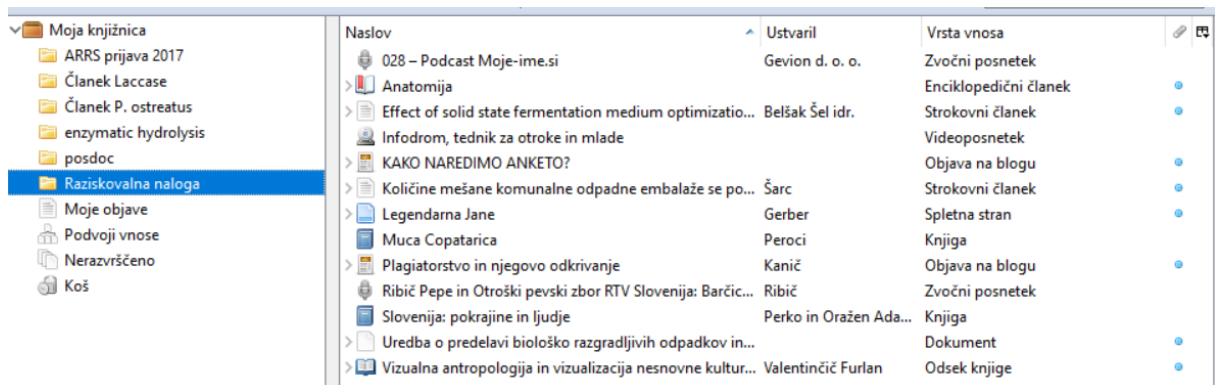 Moja knjižnica
ARRS prijava 2017
Članek Laccase
Članek P. ostreatus
enzymatic hydrolysis
posdoc
Raziskovalna naloga
Moje objave
Podvoji vnose
Nerazvrščeno
Koš
Naslov Ustvaril Vrsta vnosa
028 – Podcast Moje-ime.si Gevion d. o. o. Zvočni posnetek
Anatomija Enciklopedični članek
Effect of solid state fermentation medium optimizatio... Belšak Šel idr. Strokovni članek
Infodrom, tednik za otroke in mlade Videoposnetek
KAKO NAREDIMO ANKETO? Objava na blogu
Količine mešane komunalne odpadne embalaže se po... Šarc Strokovni članek
Legendarna Jane Gerber Spletna stran
Muca Copatarica Peroci Knjiga
Plagiatorstvo in njegovo odkrivanje Kanič Objava na blogu
Ribič Pepe in Otroški pevski zbor RTV Slovenija: Barčic... Ribič Zvočni posnetek
Slovenija: pokrajine in ljudje Perko in Oražen Ada... Knjiga
Uredba o predelavi biološko razgradljivih odpadkov in... Dokument
Vizualna antropologija in vizualizacija nesnovne kultur... Valentinčič Furlan Odsek knjige